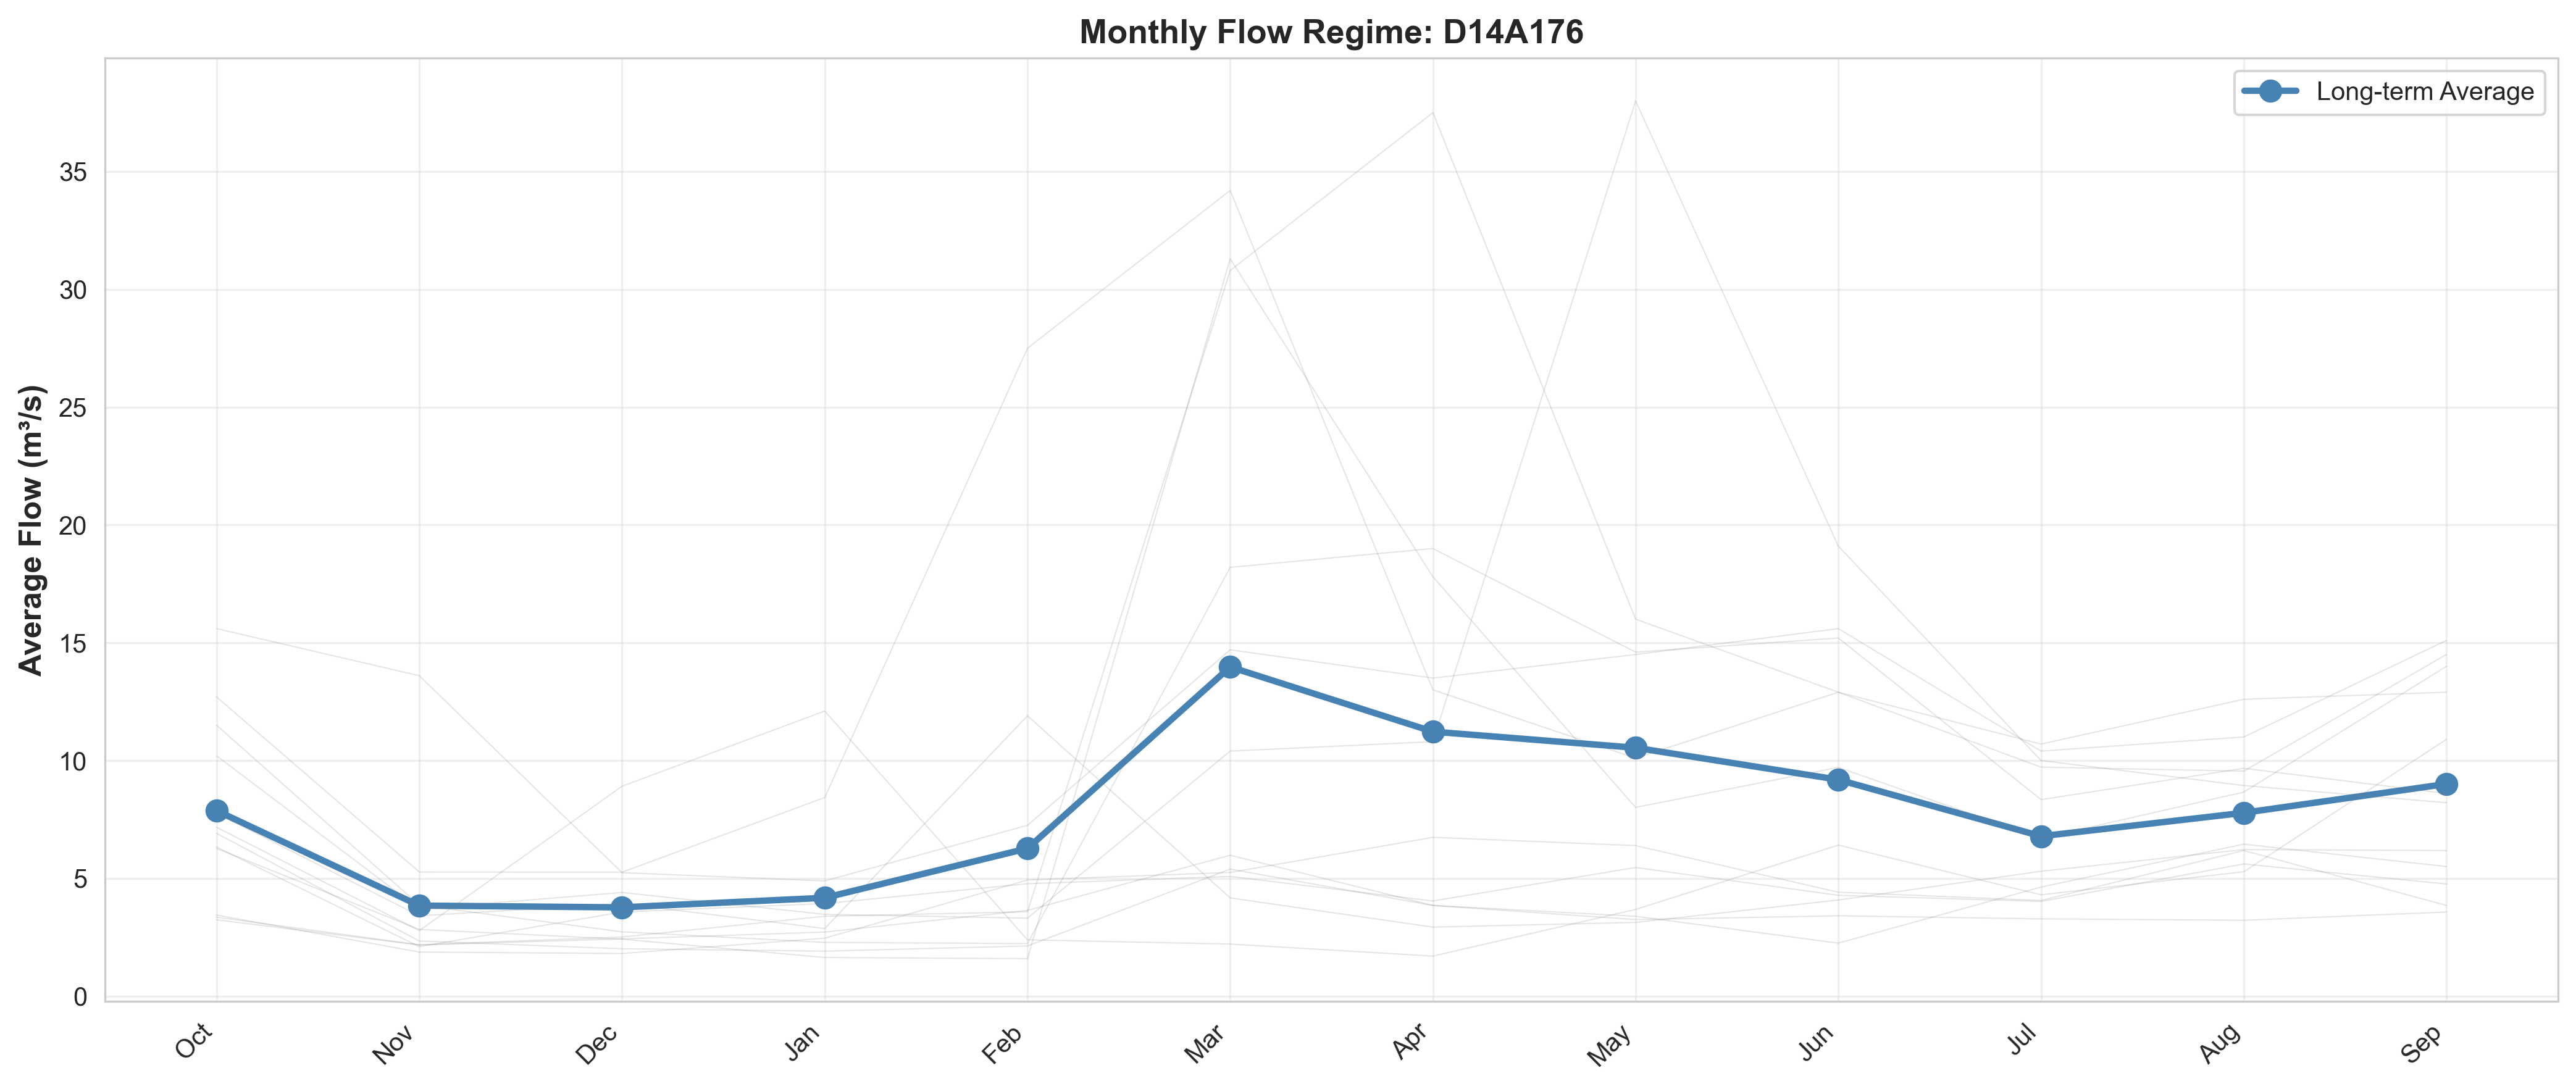 Monthly Flow Regime: D14A176
Long-term Average
Average Flow (m³/s)
35
30
25
20
15
10
5
0
Oct
Nov
Dec
Jan
Feb
Mar
Apr
May
Jun
Jul
Aug
Sep